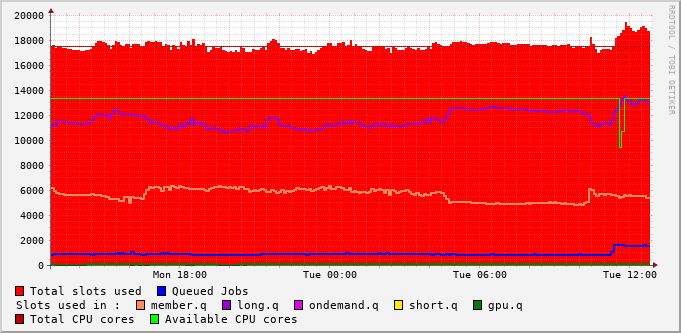 20000
18000
16000
14000
12000
10000
8000
6000
4000
2000
0
Mon 18:00 Tue 00:00 Tue 06:00 Tue 12:00
Total slots used Queued Jobs
Slots used in : member.q long.q ondemand.q short.q gpu.q
Total CPU cores Available CPU cores
RRDTOOL / TOBI OETIKER